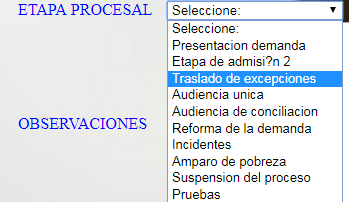 ETAPA PROCESAL Seleccione:
Seleccione:
Presentacion demanda
Etapa de admisi?n 2
Traslado de excepciones
Audiencia unica
Audiencia de conciliacion
OBSERVACIONES
Reforma de la demanda
Incidentes
Amparo de pobreza
Suspension del proceso
Pruebas